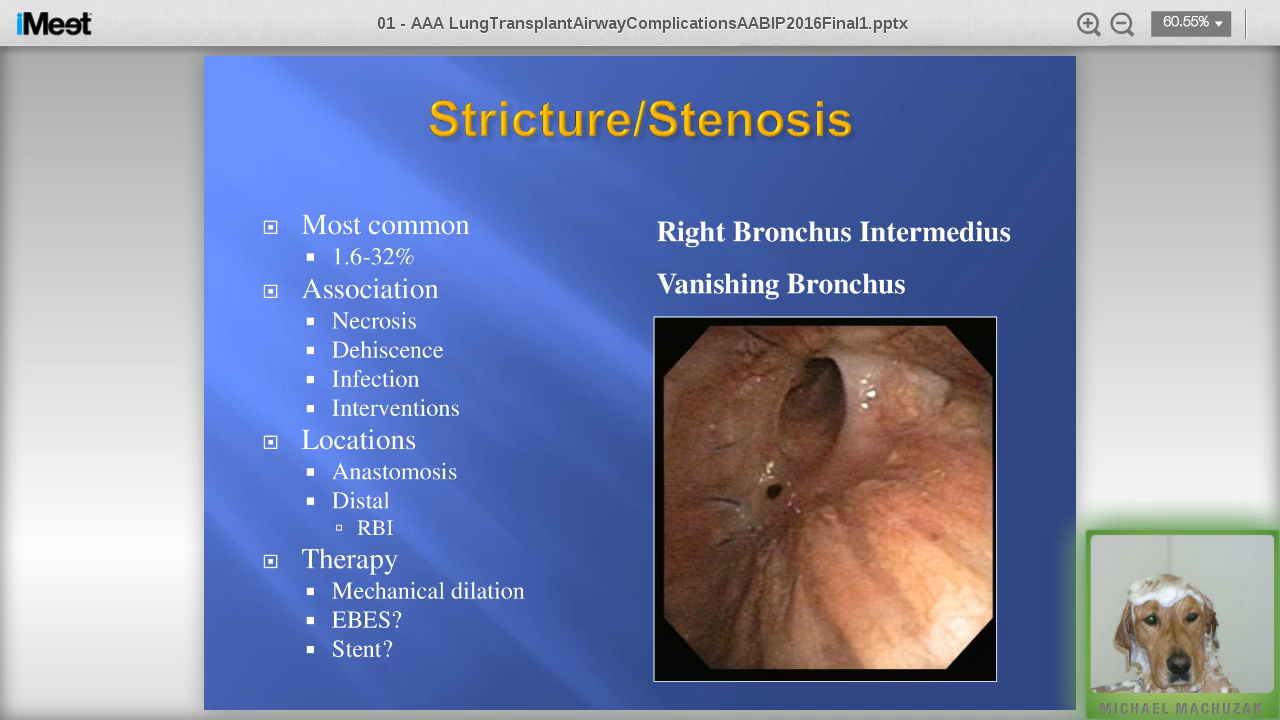 iMeet
01 - AAA LungTransplantAirwayComplicationsAABIP2016Final1.pptx
60.55%
Stricture/Stenosis
Most common
1.6-32%
Association
Necrosis
Dehiscence
Infection
Interventions
Locations
Anastomosis
Distal
RBI
Therapy
Mechanical dilation
EBES?
Stent?
Right Bronchus Intermedius
Vanishing Bronchus
MICHAEL MACHUZAK